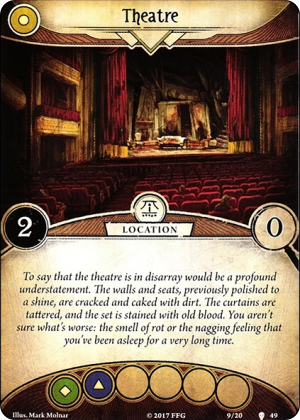 Theatre
2
LOCATION
0
To say that the theatre is in disarray would be a profound
understatement. The walls and seats, previously polished to
a shine, are cracked and caked with dirt. The curtains are
tattered, and the set is stained with old blood. You aren't
sure what's worse: the smell of rot or the nagging feeling that
you've been asleep for a very long time.
Illus. Mark Molnar
© 2017 FFG
9/20
49